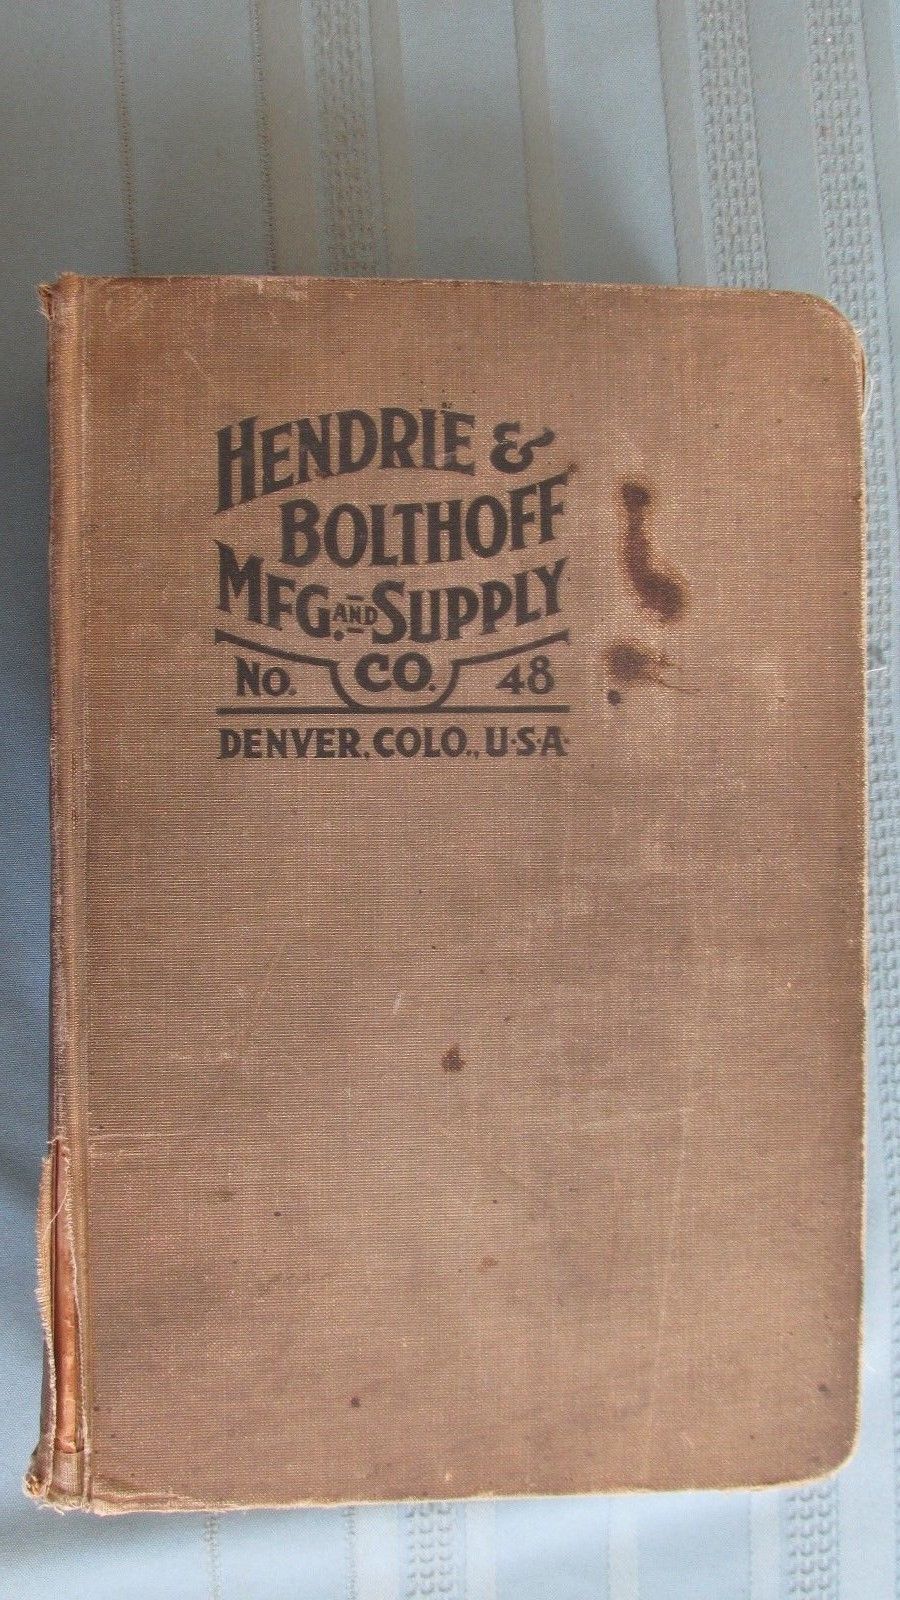 HENDRIE &
BOLTHOFF
MFG. AND SUPPLY
No. CO. 48
DENVER, COLO., U·S·A·